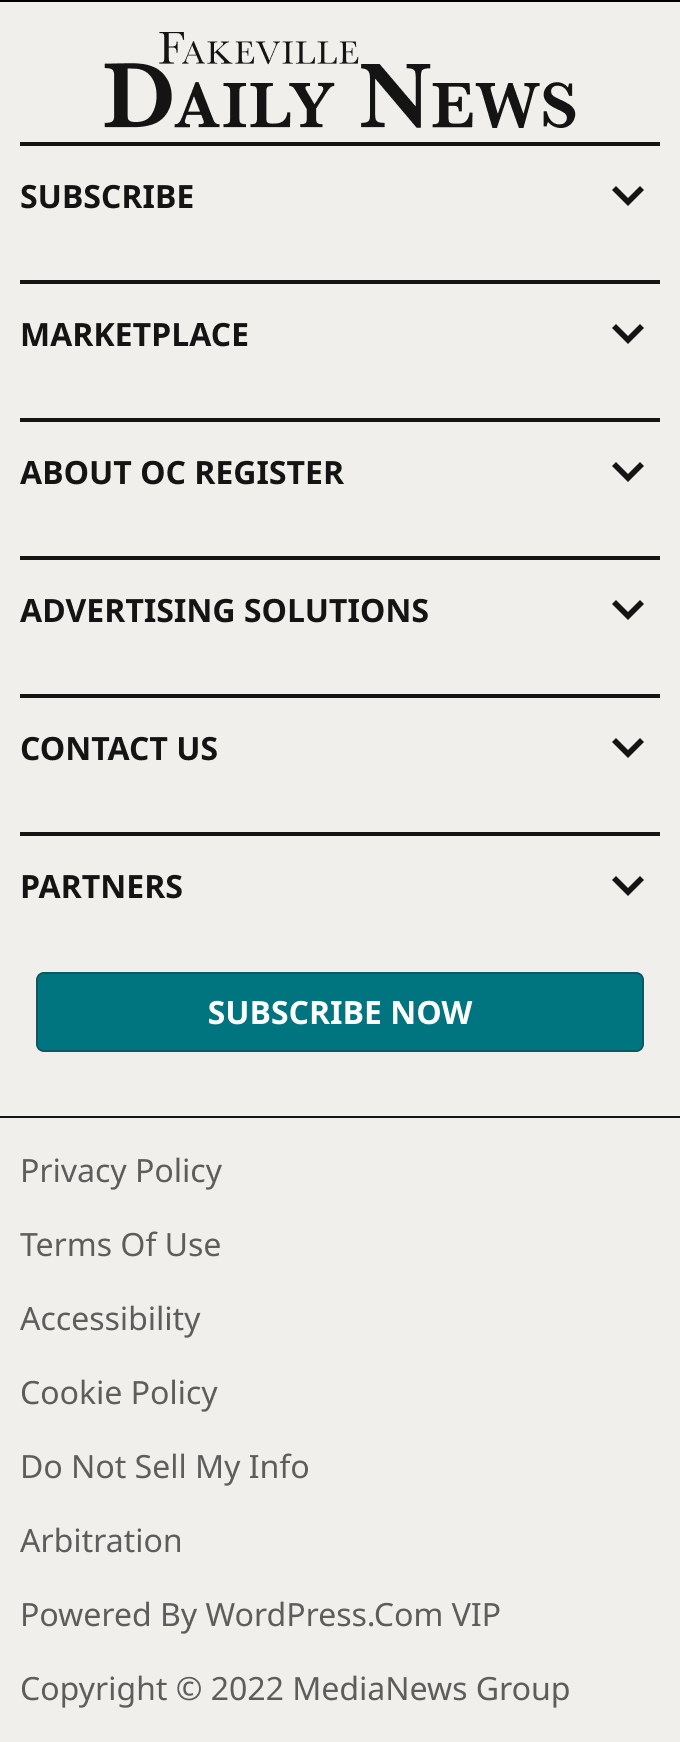 FAKEVILLE
DAILY NEWS
SUBSCRIBE
MARKETPLACE
ABOUT OC REGISTER
ADVERTISING SOLUTIONS
CONTACT US
PARTNERS
SUBSCRIBE NOW
Privacy Policy
Terms Of Use
Accessibility
Cookie Policy
Do Not Sell My Info
Arbitration
Powered By WordPress.Com VIP
Copyright © 2022 MediaNews Group